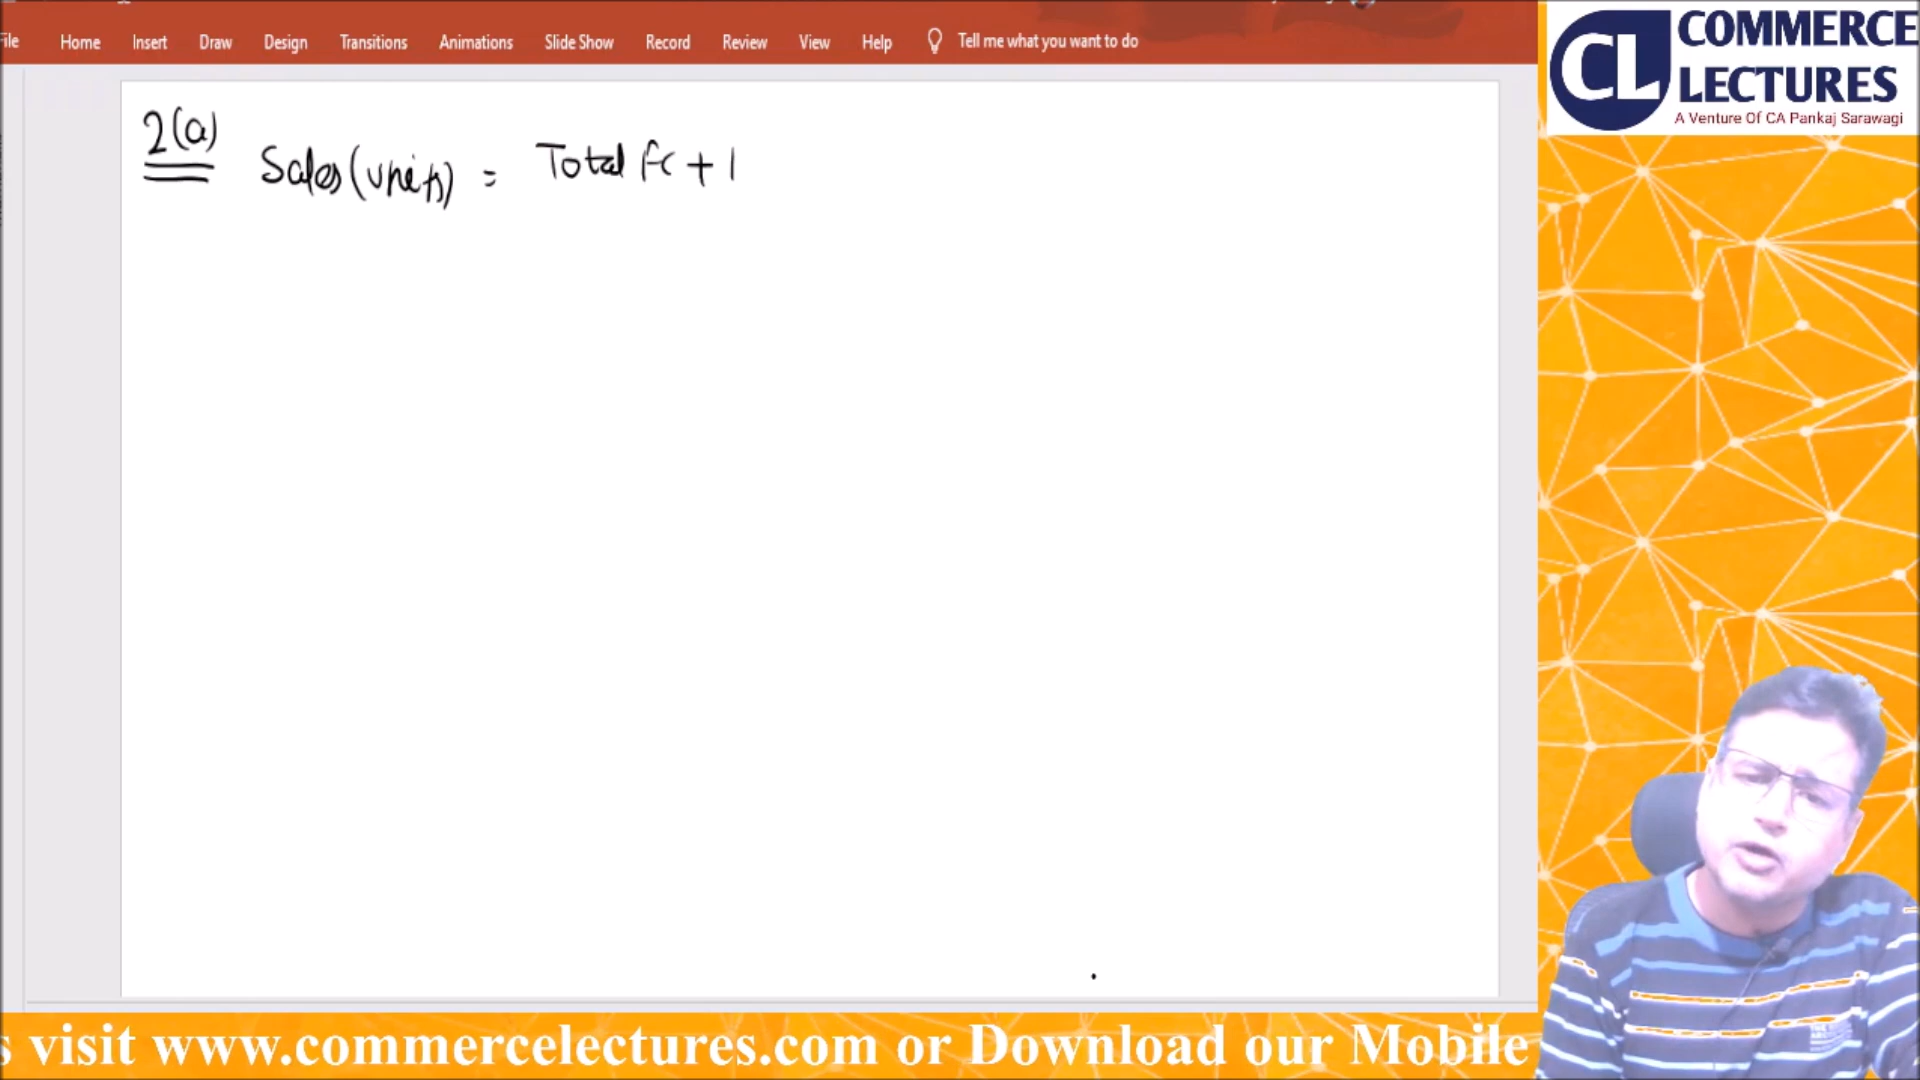 File Home Insert Draw Design Transitions Animations Slide Show Record Review View Help Tell me what you want to do
COMMERCE
CL LECTURES
A Venture Of CA Pankaj Sarawagi
2(a)
Sales(units) = Total FC +
s visit www.commercelectures.com or Download our Mobile